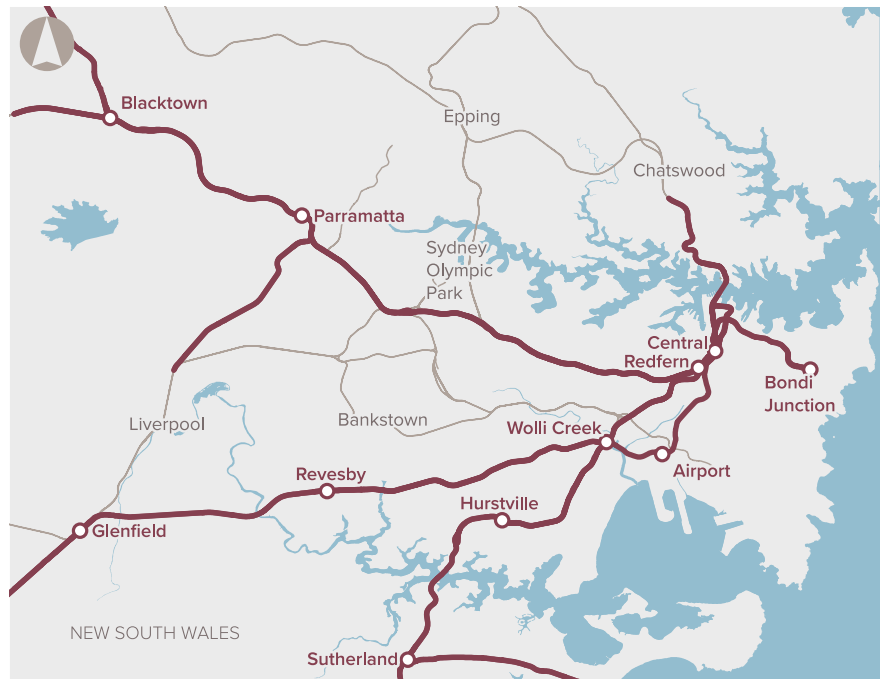 Blacktown
Epping
Chatswood
Parramatta
Sydney
Olympic
Park
Central
Redfern
Bondi
Junction
Liverpool
Bankstown
Wolli Creek
Airport
Revesby
Hurstville
Glenfield
NEW SOUTH WALES
Sutherland